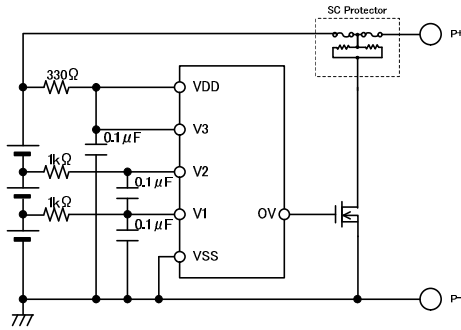 SC Protector
P+
330Ω
VDD
V3
0.1μF
1kΩ
V2
0.1μF
1kΩ
V1
OV
0.1μF
VSS
P-